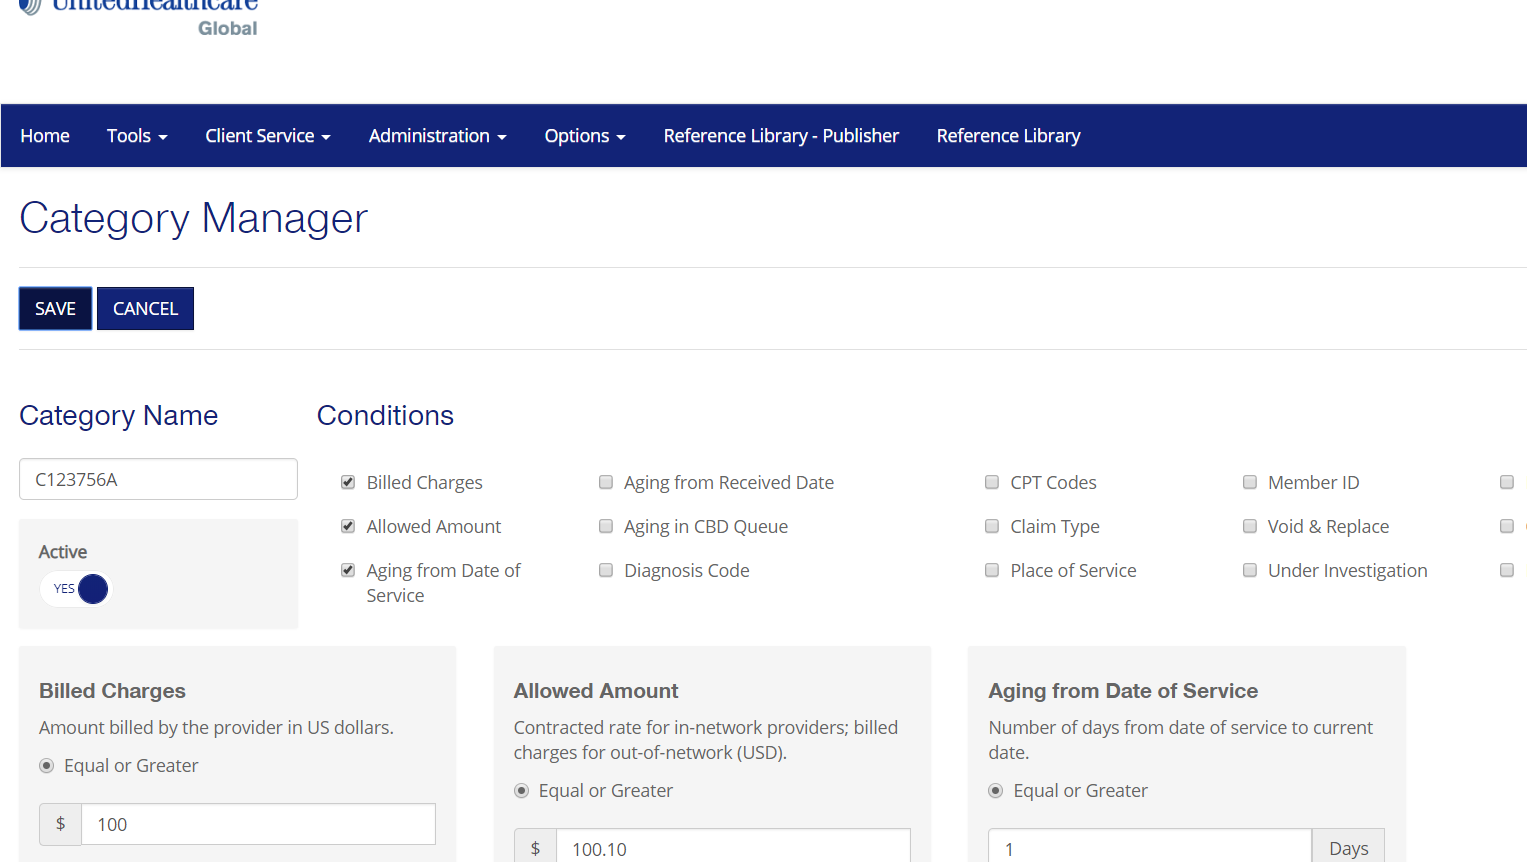 UnitedHealthcare
Global
Home Tools Client Service Administration Options Reference Library - Publisher Reference Library
Category Manager
SAVE CANCEL
Category Name
C123756A
Active
YES
Conditions
Billed Charges Aging from Received Date CPT Codes Member ID
Allowed Amount Aging in CBD Queue Claim Type Void & Replace
Aging from Date of Service Diagnosis Code Place of Service Under Investigation
Billed Charges
Amount billed by the provider in US dollars.
Equal or Greater
$ 100
Allowed Amount
Contracted rate for in-network providers; billed
charges for out-of-network (USD).
Equal or Greater
$ 100.10
Aging from Date of Service
Number of days from date of service to current
date.
Equal or Greater
1 Days